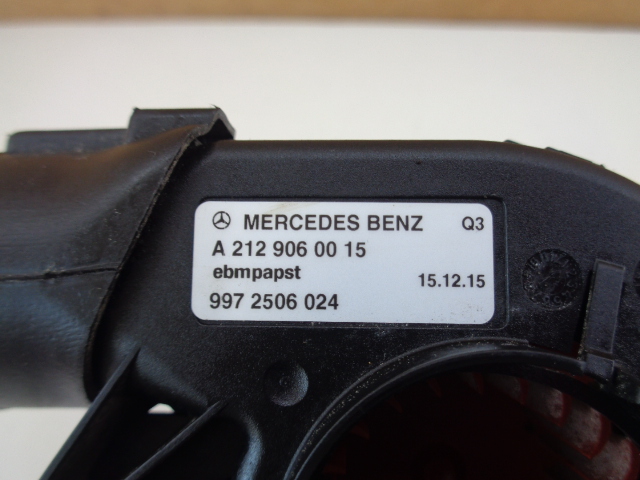 MERCEDES BENZ Q3
A 212 906 00 15
ebmpapst 15.12.15
997 2506 024